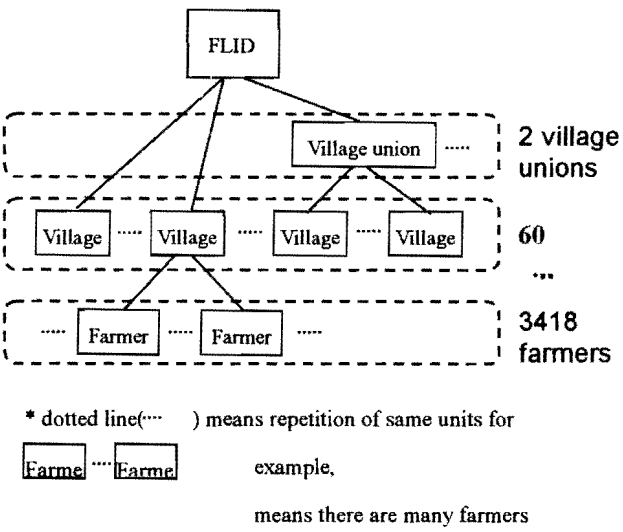 FLID
Village union ·····
2 village
unions
Village ····· Village ····· Village ····· Village
60
...
····· Farmer ····· Farmer ·····
3418
farmers
* dotted line(···· ) means repetition of same units for
Farme ···· Farme example,
means there are many farmers